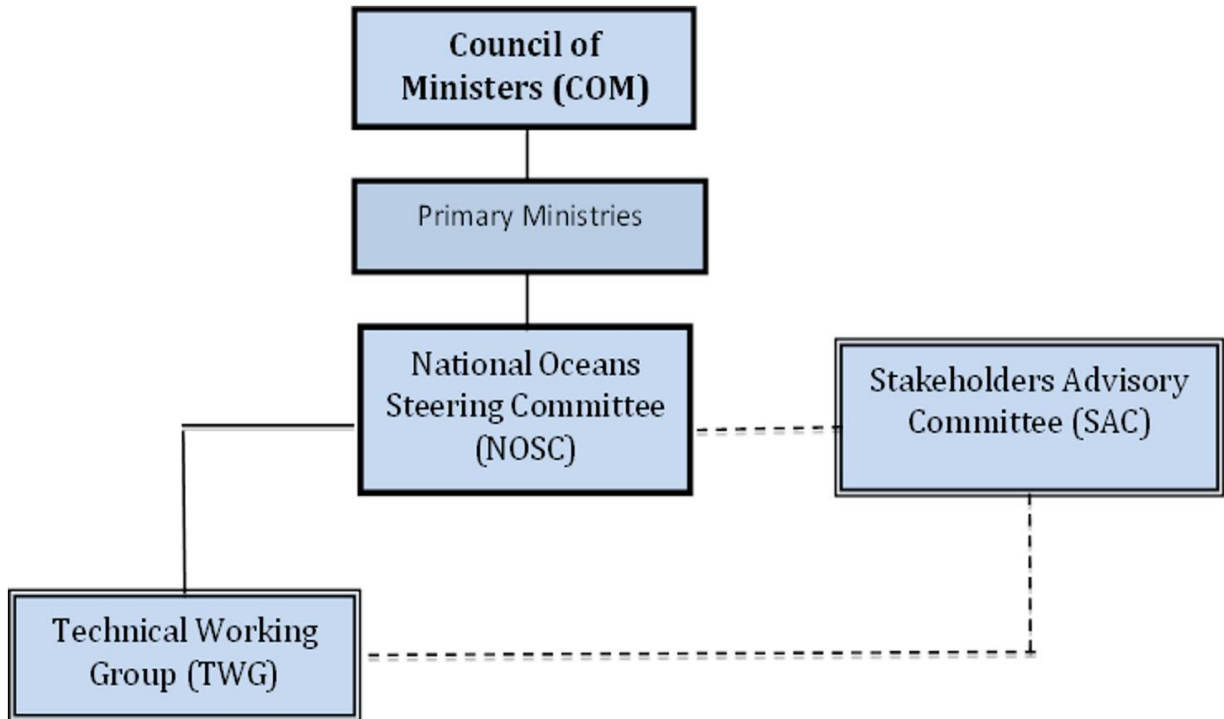 Council of
Ministers (COM)
Primary Ministries
National Oceans
Steering Committee
(NOSC)
Stakeholders Advisory
Committee (SAC)
Technical Working
Group (TWG)